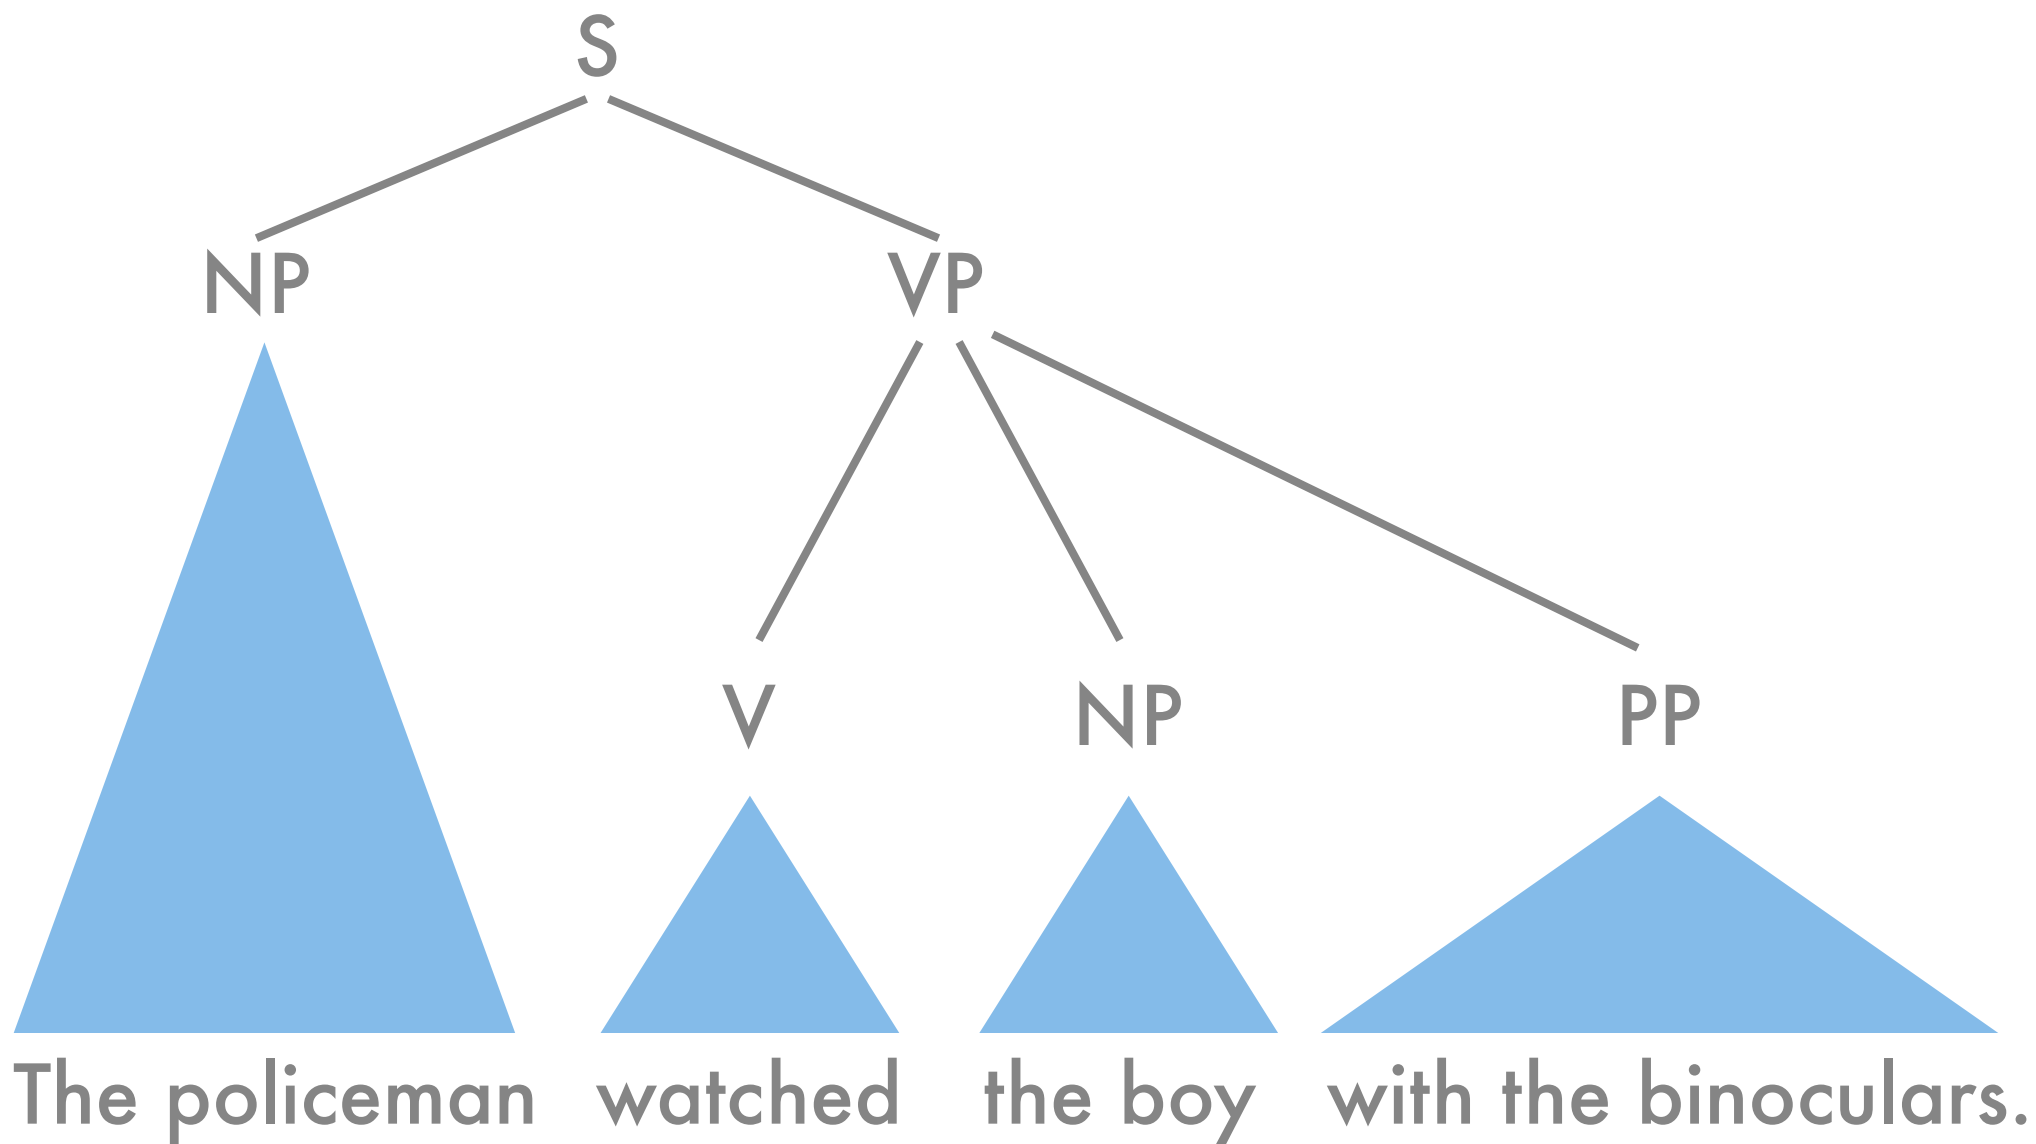 S
NP VP
V NP PP
The policeman watched the boy with the binoculars.